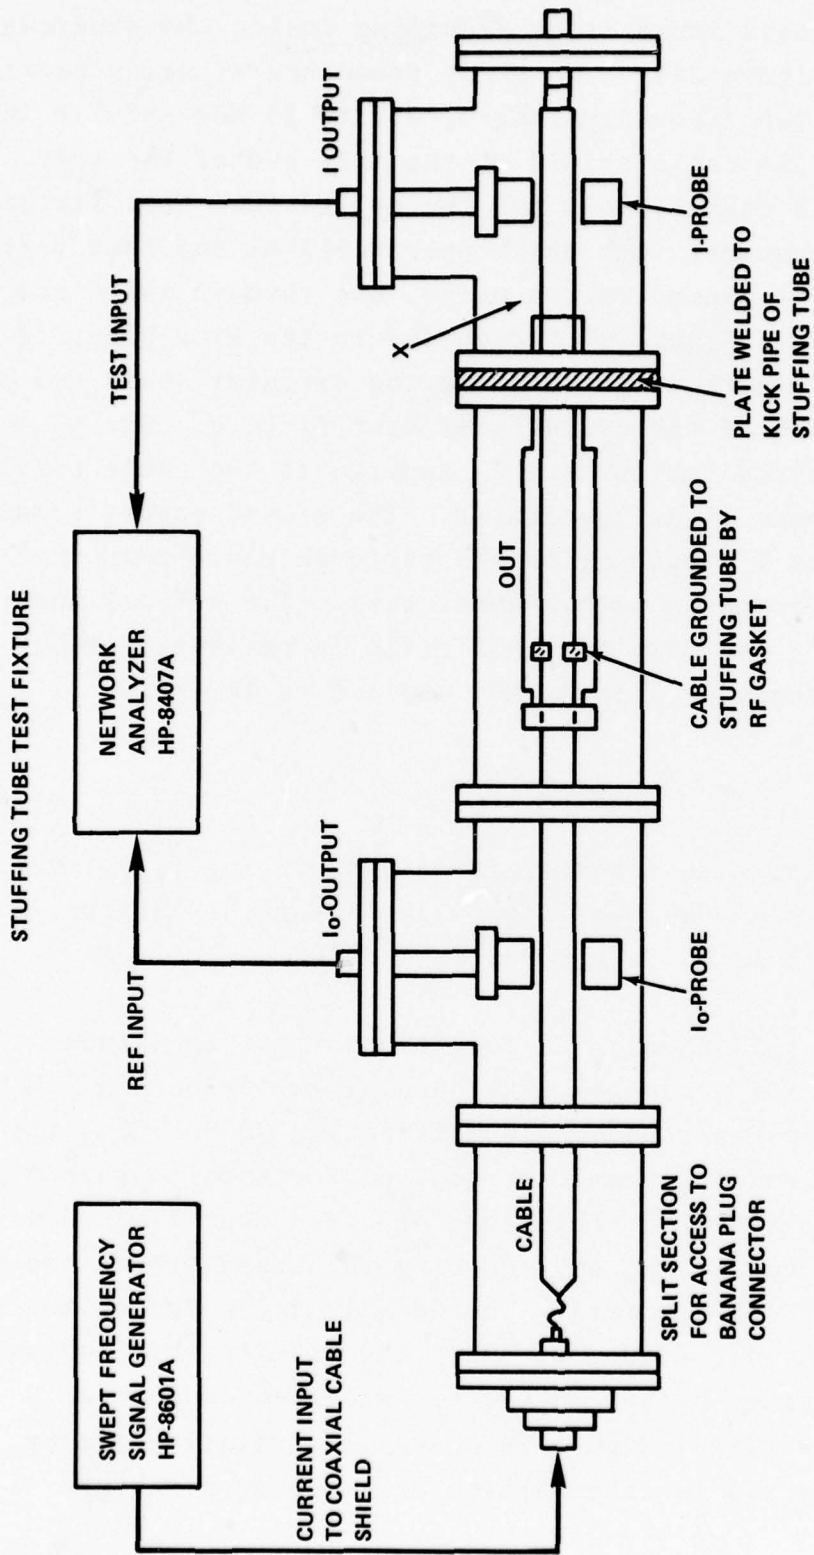 STUFFING TUBE TEST FIXTURE
SWEPT FREQUENCY
SIGNAL GENERATOR
HP-8601A
NETWORK
ANALYZER
HP-8407A
CURRENT INPUT
TO COAXIAL CABLE
SHIELD
REF INPUT
TEST INPUT
I₀-OUTPUT
I OUTPUT
X
CABLE
OUT
SPLIT SECTION
FOR ACCESS TO
BANANA PLUG
CONNECTOR
I₀-PROBE
CABLE GROUNDED TO
STUFFING TUBE BY
RF GASKET
PLATE WELDED TO
KICK PIPE OF
STUFFING TUBE
I-PROBE